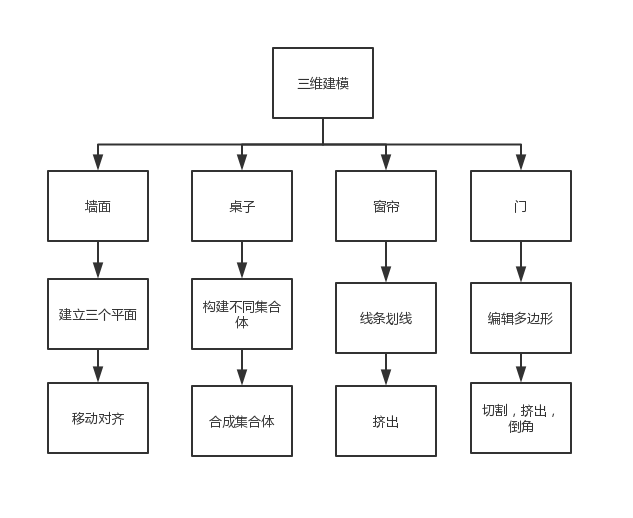 三维建模
墙面
桌子
窗帘
门
建立三个平面
构建不同集合
体
线条划线
编辑多边形
移动对齐
合成集合体
挤出
切割，挤出，
倒角